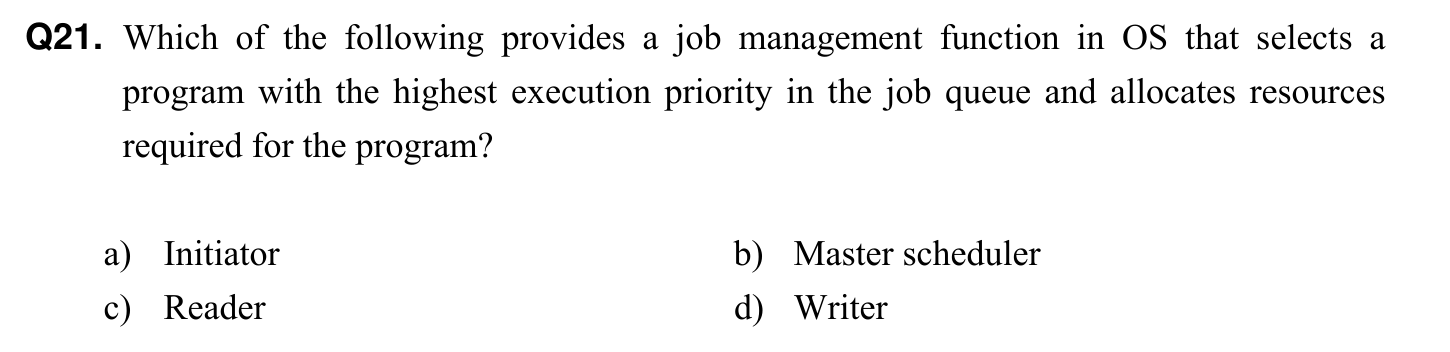 Q21. Which of the following provides a job management function in OS that selects a
program with the highest execution priority in the job queue and allocates resources
required for the program?
a) Initiator b) Master scheduler
c) Reader d) Writer